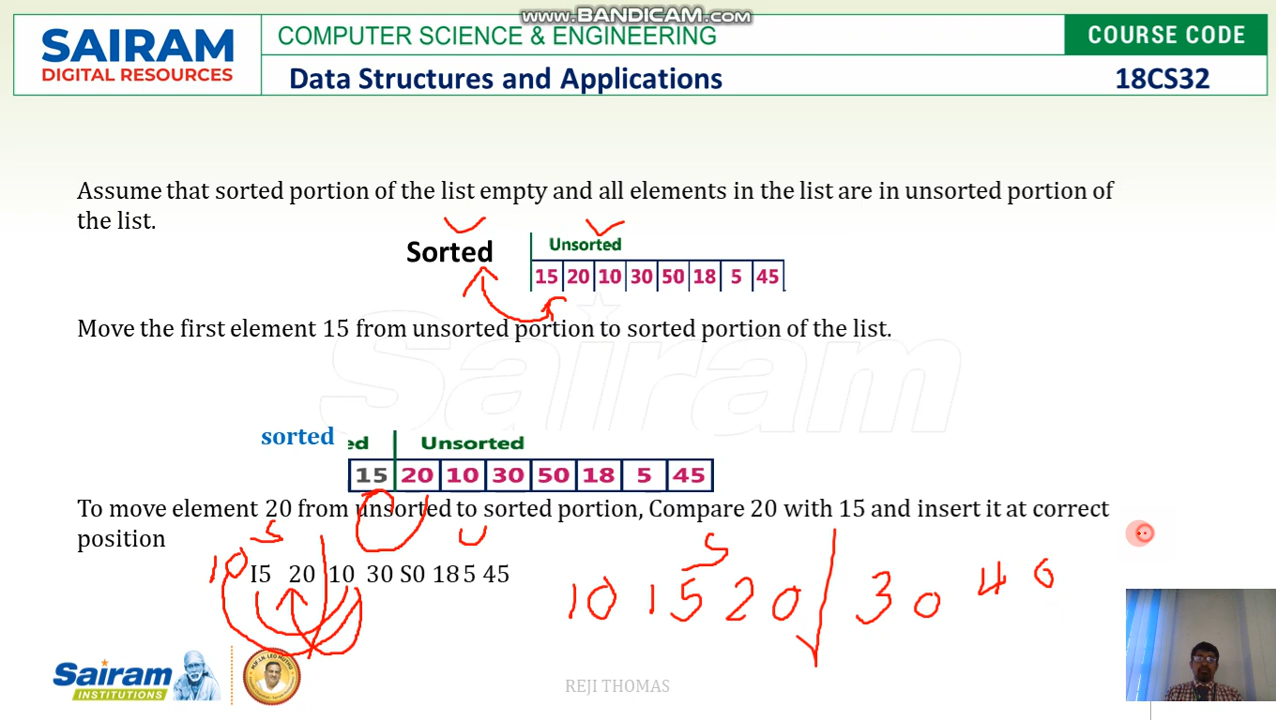 www.BANDICAM.com
SAIRAM
DIGITAL RESOURCES
COMPUTER SCIENCE & ENGINEERING
COURSE CODE
Data Structures and Applications
18CS32
Assume that sorted portion of the list empty and all elements in the list are in unsorted portion of
the list.
Sorted
Unsorted
15 20 10 30 50 18 5 45
Move the first element 15 from unsorted portion to sorted portion of the list.
Sairam
sorted
ed
Unsorted
15 20 10 30 50 18 5 45
To move element 20 from unsorted to sorted portion, Compare 20 with 15 and insert it at correct
position
S U
10 I5 20 10 30 S0 18 5 45
S
10 15 20 / 30 40
Sairam
INSTITUTIONS
REJI THOMAS